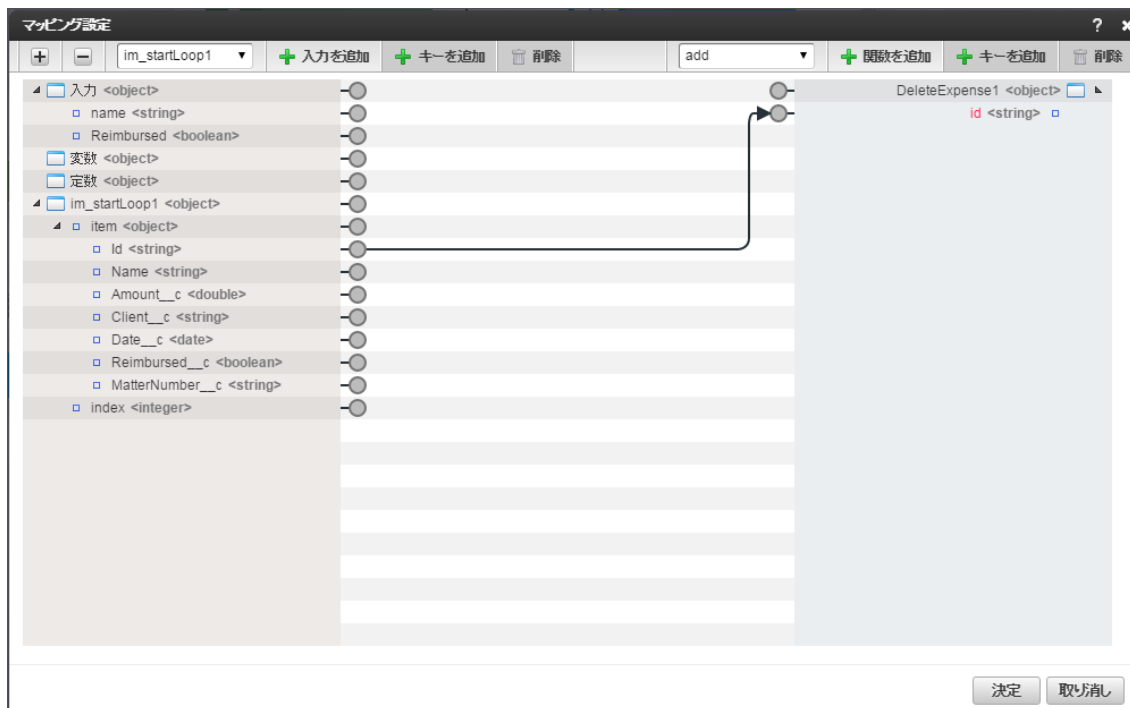 マッピング設定 ? ×
im_startLoop1 入力を追加 キーを追加 削除 add 関数を追加 キーを追加 削除
入力 <object> DeleteExpense1 <object>
name <string> id <string>
Reimbursed <boolean>
変数 <object>
定数 <object>
im_startLoop1 <object>
item <object>
Id <string>
Name <string>
Amount__c <double>
Client__c <string>
Date__c <date>
Reimbursed__c <boolean>
MatterNumber__c <string>
index <integer>
決定 取り消し